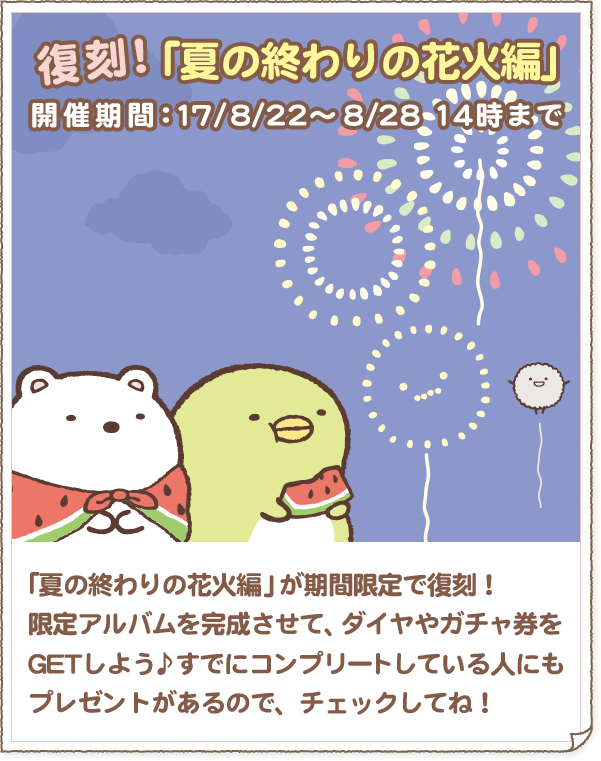 復刻！「夏の終わりの花火編」
開催期間：17/8/22～8/28 14時まで
「夏の終わりの花火編」が期間限定で復刻！
限定アルバムを完成させて、ダイヤやガチャ券を
GETしよう♪すでにコンプリートしている人にも
プレゼントがあるので、チェックしてね！